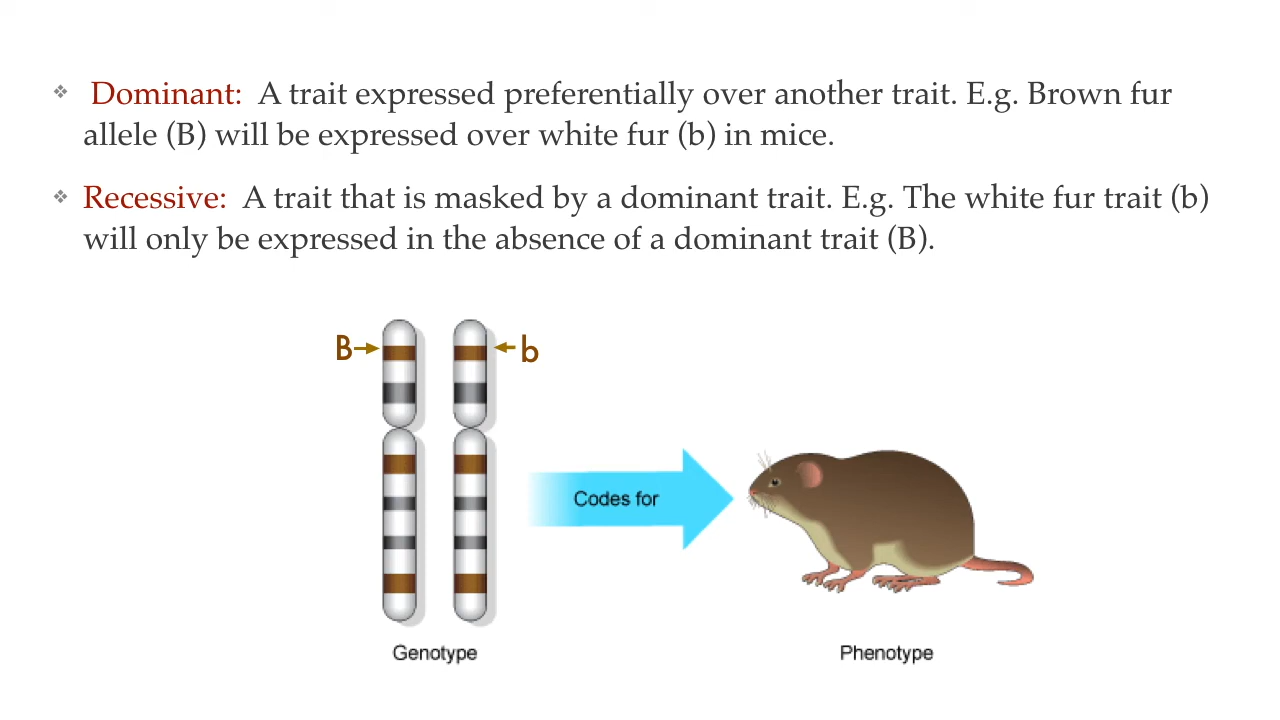 ❖ Dominant: A trait expressed preferentially over another trait. E.g. Brown fur
allele (B) will be expressed over white fur (b) in mice.
❖ Recessive: A trait that is masked by a dominant trait. E.g. The white fur trait (b)
will only be expressed in the absence of a dominant trait (B).
B
b
Codes for
Genotype
Phenotype